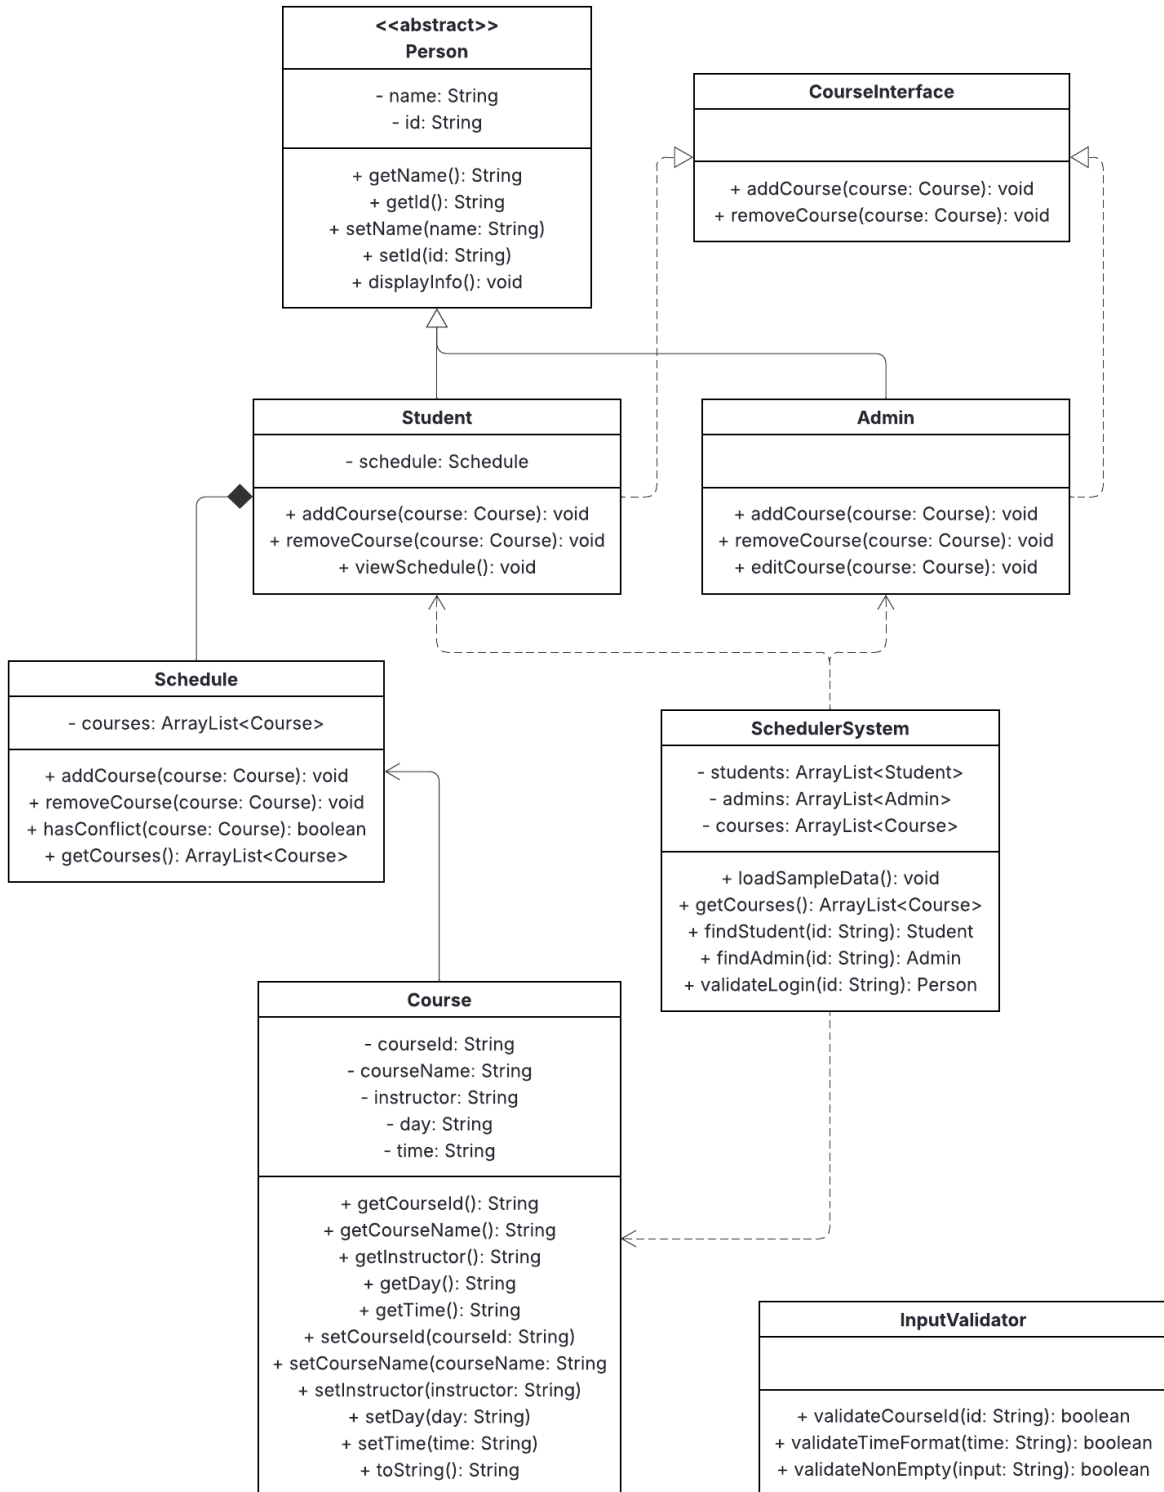 <<abstract>>
Person
- name: String
- id: String
+ getName(): String
+ getId(): String
+ setName(name: String)
+ setId(id: String)
+ displayInfo(): void
CourseInterface
+ addCourse(course: Course): void
+ removeCourse(course: Course): void
Student
- schedule: Schedule
+ addCourse(course: Course): void
+ removeCourse(course: Course): void
+ viewSchedule(): void
Admin
+ addCourse(course: Course): void
+ removeCourse(course: Course): void
+ editCourse(course: Course): void
Schedule
- courses: ArrayList<Course>
+ addCourse(course: Course): void
+ removeCourse(course: Course): void
+ hasConflict(course: Course): boolean
+ getCourses(): ArrayList<Course>
SchedulerSystem
- students: ArrayList<Student>
- admins: ArrayList<Admin>
- courses: ArrayList<Course>
+ loadSampleData(): void
+ getCourses(): ArrayList<Course>
+ findStudent(id: String): Student
+ findAdmin(id: String): Admin
+ validateLogin(id: String): Person
Course
- courseId: String
- courseName: String
- instructor: String
- day: String
- time: String
+ getCourseId(): String
+ getCourseName(): String
+ getInstructor(): String
+ getDay(): String
+ getTime(): String
+ setCourseId(courseId: String)
+ setCourseName(courseName: String
+ setInstructor(instructor: String)
+ setDay(day: String)
+ setTime(time: String)
+ toString(): String
InputValidator
+ validateCourseId(id: String): boolean
+ validateTimeFormat(time: String): boolean
+ validateNonEmpty(input: String): boolean